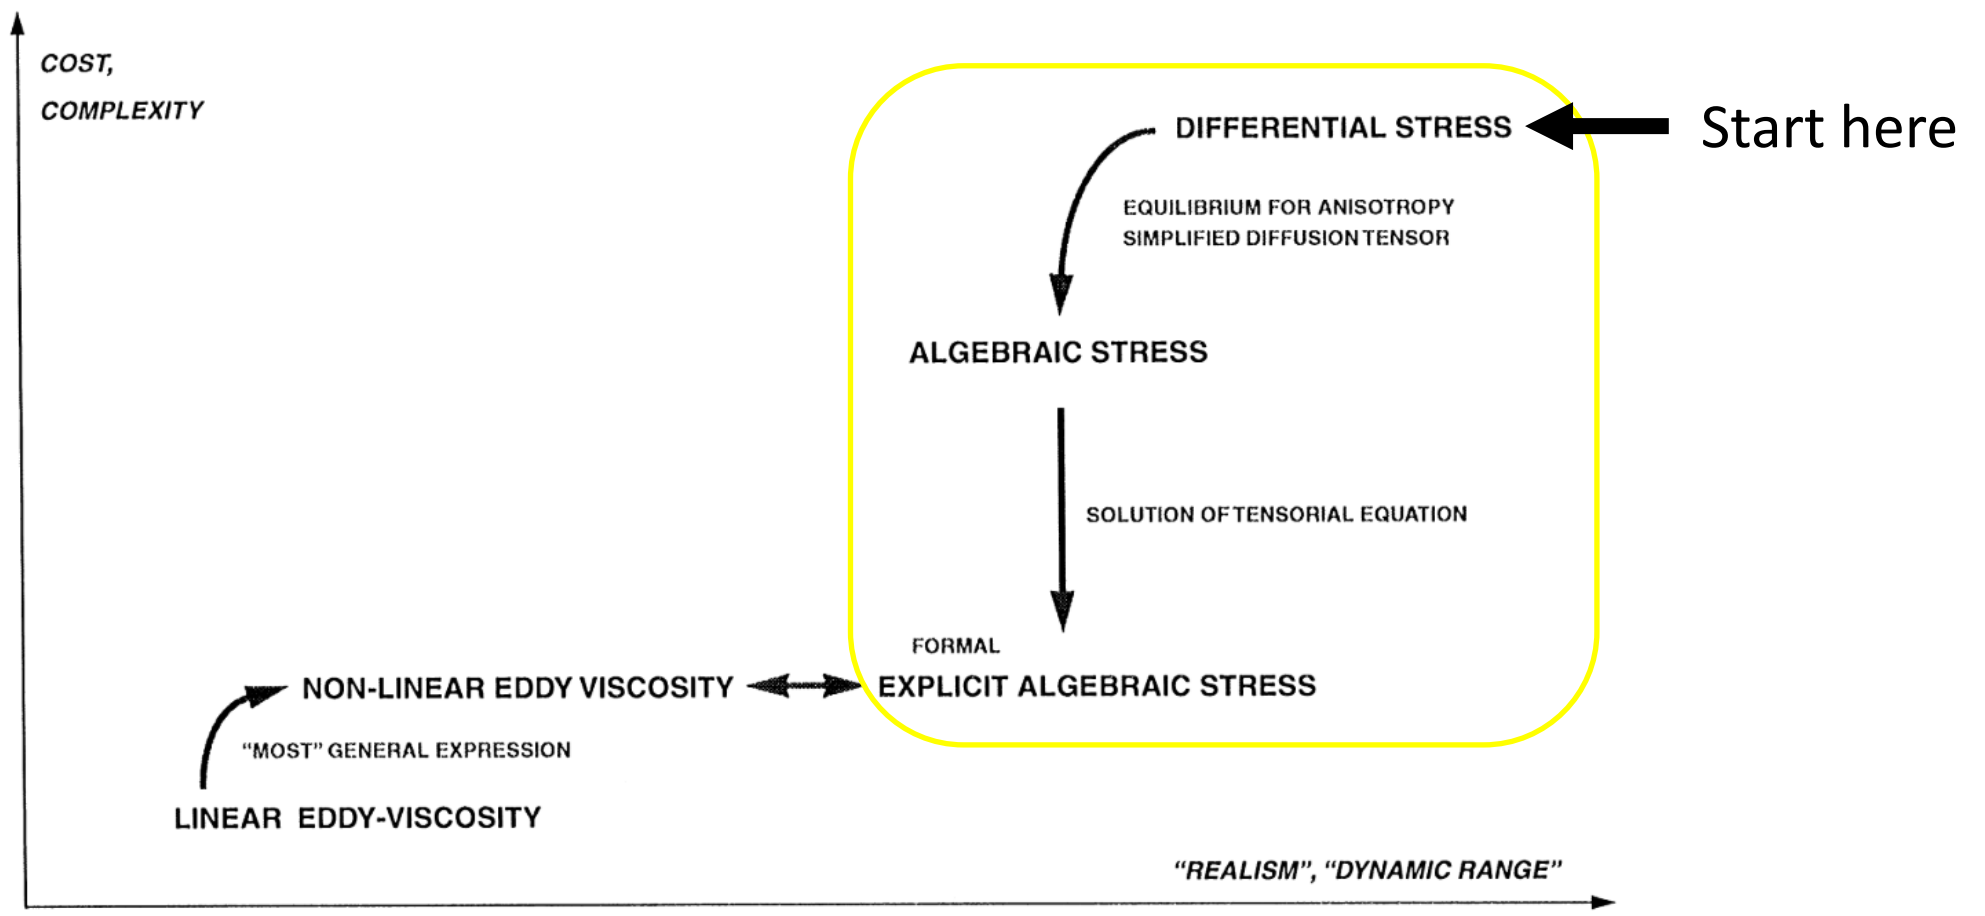 COST,
COMPLEXITY
DIFFERENTIAL STRESS
Start here
EQUILIBRIUM FOR ANISOTROPY
SIMPLIFIED DIFFUSION TENSOR
ALGEBRAIC STRESS
SOLUTION OF TENSORIAL EQUATION
FORMAL
NON-LINEAR EDDY VISCOSITY
EXPLICIT ALGEBRAIC STRESS
“MOST” GENERAL EXPRESSION
LINEAR EDDY-VISCOSITY
“REALISM”, “DYNAMIC RANGE”